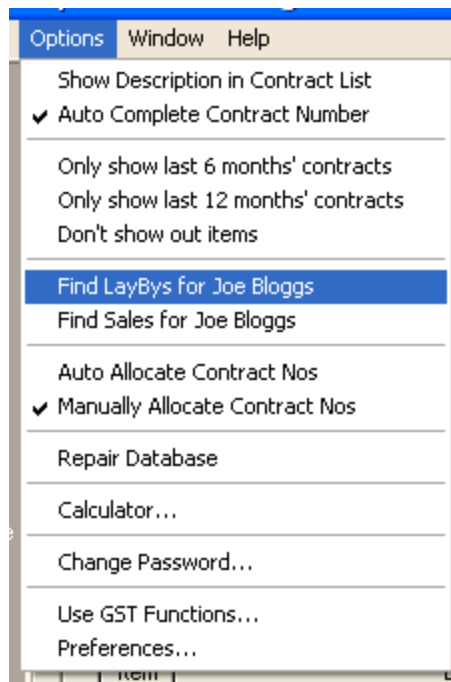 Options Window Help
Show Description in Contract List
Auto Complete Contract Number
Only show last 6 months' contracts
Only show last 12 months' contracts
Don't show out items
Find LayBys for Joe Bloggs
Find Sales for Joe Bloggs
Auto Allocate Contract Nos
Manually Allocate Contract Nos
Repair Database
Calculator...
Change Password...
Use GST Functions...
Preferences...
Item